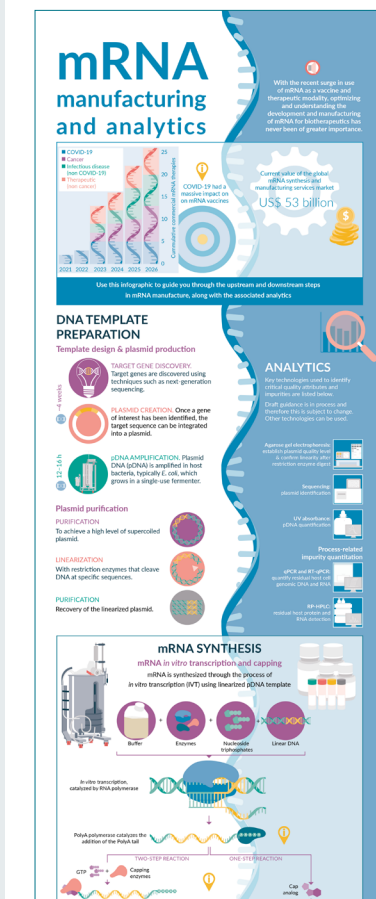 mRNA
manufacturing
and analytics
With the recent surge in use
of mRNA as a vaccine and
therapeutic modality, optimizing
and understanding the
development and manufacturing
of mRNA for biotherapeutics has
never been of greater importance.
COVID-19
Cancer
Infectious disease
(non COVID-19)
Therapeutic
(non cancer)
25
20
15
10
5
0
Cummulative commercial mRNA therapies
2021 2022 2023 2024 2025 2026
COVID-19 had a
massive impact on
on mRNA vaccines
Current value of the global
mRNA synthesis and
manufacturing services market
US$ 53 billion
Use this infographic to guide you through the upstream and downstream steps
in mRNA manufacture, along with the associated analytics
DNA TEMPLATE
PREPARATION
Template design & plasmid production
~4 weeks
TARGET GENE DISCOVERY.
Target genes are discovered using
techniques such as next-generation
sequencing.
PLASMID CREATION. Once a gene
of interest has been identified, the
target sequence can be integrated
into a plasmid.
12-16 h
pDNA AMPLIFICATION. Plasmid
DNA (pDNA) is amplified in host
bacteria, typically E. coli, which
grows in a single-use fermenter.
Plasmid purification
PURIFICATION
To achieve a high level of supercoiled
plasmid.
LINEARIZATION
With restriction enzymes that cleave
DNA at specific sequences.
PURIFICATION
Recovery of the linearized plasmid.
ANALYTICS
Key technologies used to identify
critical quality attributes and
impurities are listed below.
Draft guidance is in process and
therefore this is subject to change.
Other technologies can be used.
Agarose gel electrophoresis:
establish plasmid quality level
& confirm linearity after
restriction enzyme digest
Sequencing:
plasmid identification
UV absorbance:
pDNA quantification
Process-related
impurity quantitation
qPCR and RT-qPCR:
quantify residual host cell
genomic DNA and RNA
RP-HPLC:
residual host protein and
RNA detection
mRNA SYNTHESIS
mRNA in vitro transcription and capping
mRNA is synthesized through the process of
in vitro transcription (IVT) using linearized pDNA template
Buffer
Enzymes
Nucleoside
triphosphates
Linear DNA
In vitro transcription,
catalyzed by RNA polymerase
PolyA polymerase catalyzes the
addition of the PolyA tail
TWO-STEP REACTION
ONE-STEP REACTION
GTP
Capping
enzymes
Cap
analog